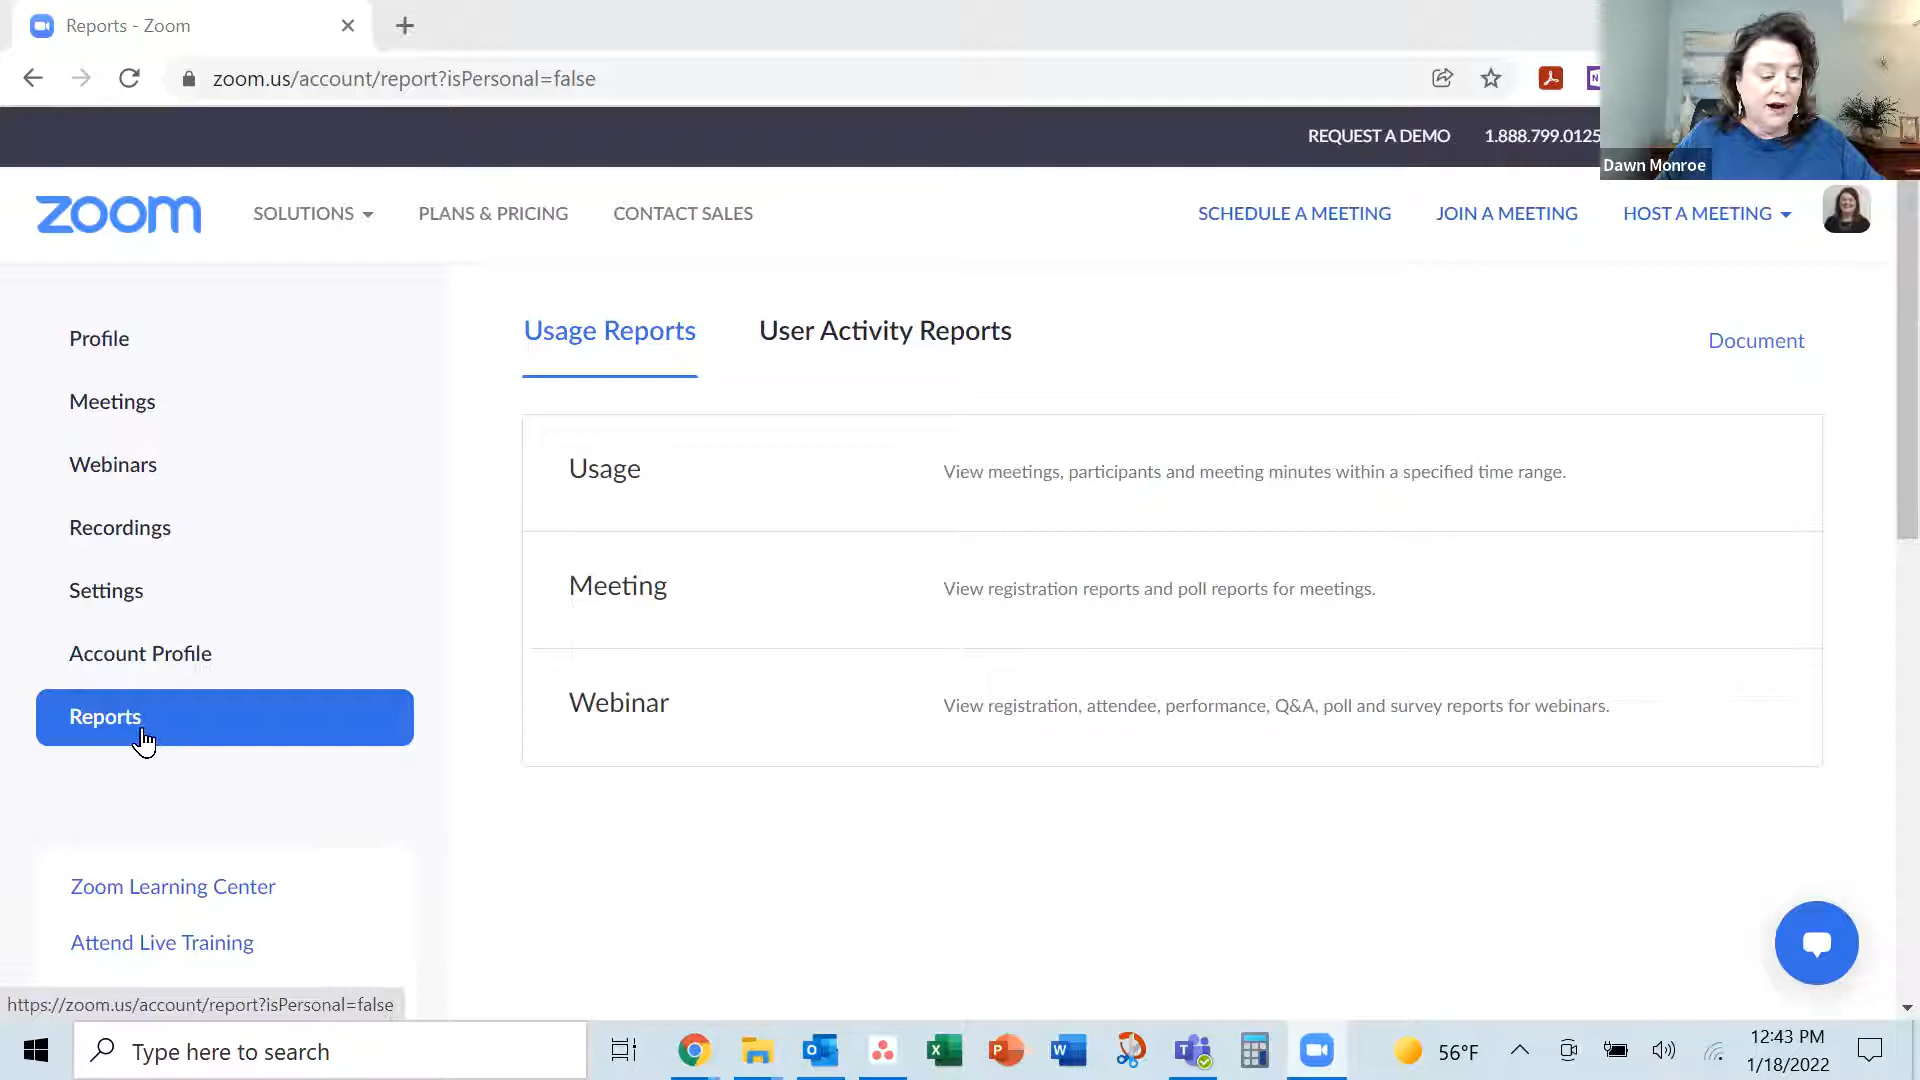 Reports - Zoom
zoom.us/account/report?isPersonal=false
REQUEST A DEMO 1.888.799.0125
Dawn Monroe
zoom SOLUTIONS PLANS & PRICING CONTACT SALES SCHEDULE A MEETING JOIN A MEETING HOST A MEETING
Profile
Meetings
Webinars
Recordings
Settings
Account Profile
Reports
Usage Reports User Activity Reports Document
Usage View meetings, participants and meeting minutes within a specified time range.
Meeting View registration reports and poll reports for meetings.
Webinar View registration, attendee, performance, Q&A, poll and survey reports for webinars.
Zoom Learning Center
Attend Live Training
https://zoom.us/account/report?isPersonal=false
Type here to search
56°F
12:43 PM
1/18/2022